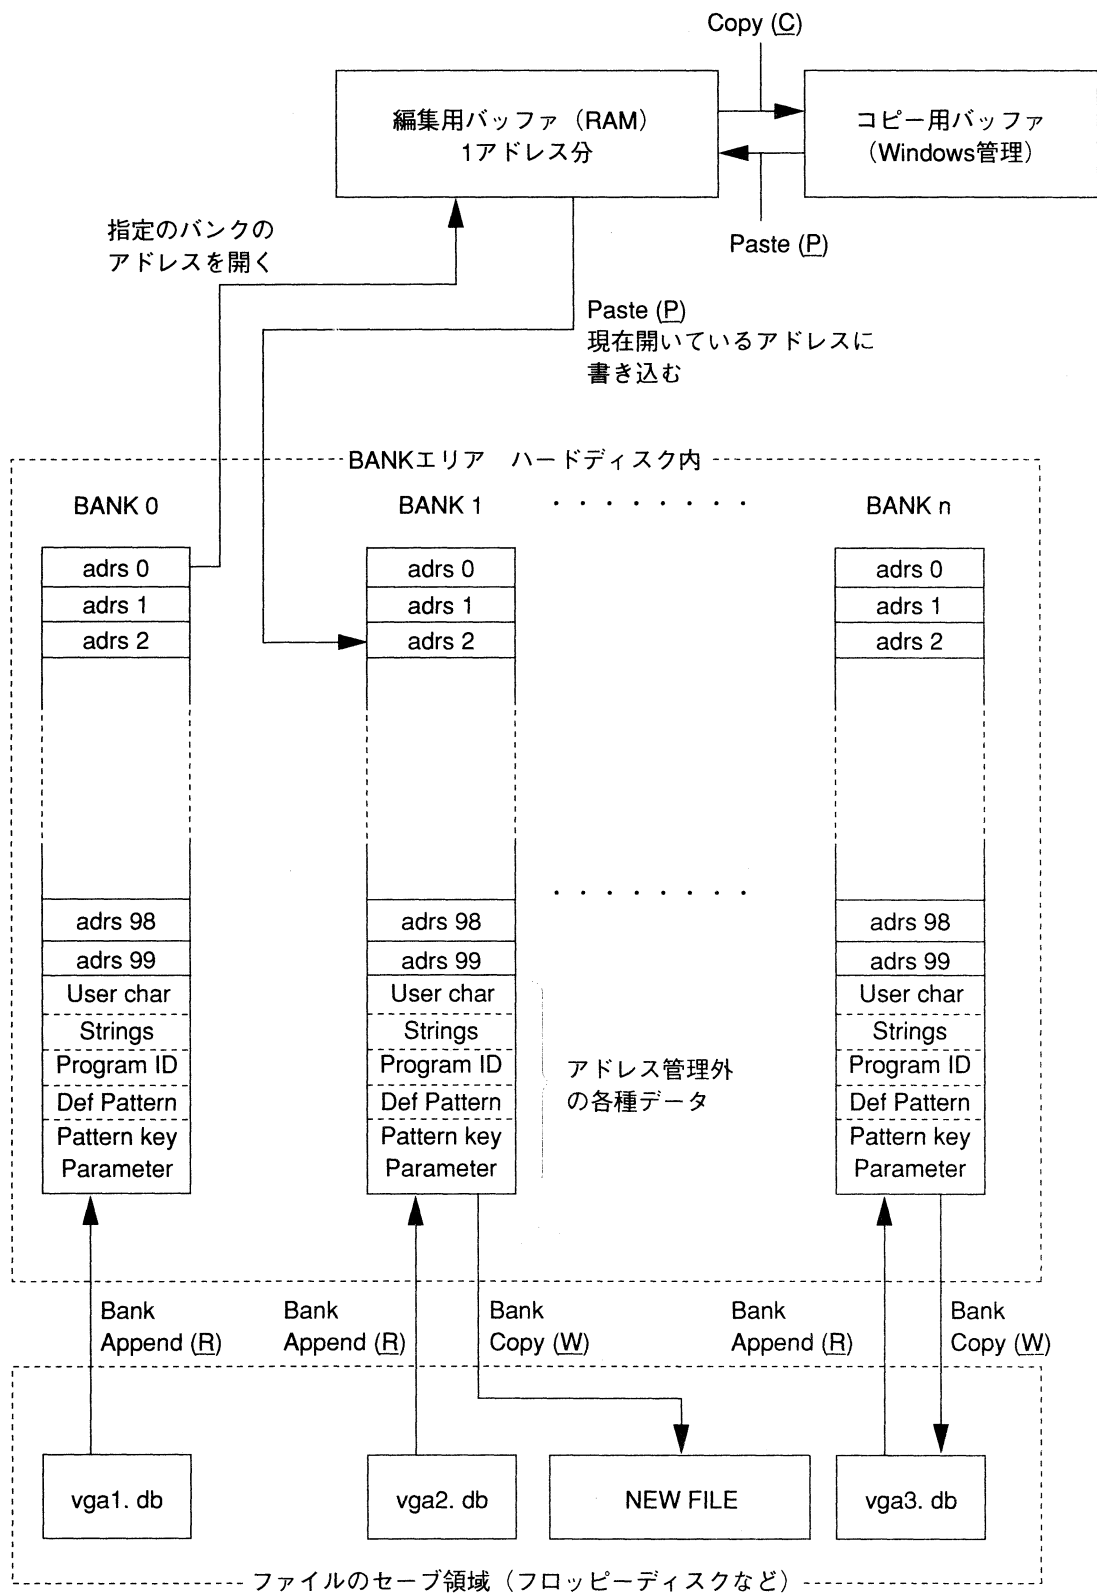 Copy (C)
編集用バッファ（RAM）
1アドレス分
コピー用バッファ
（Windows管理）
Paste (P)
指定のバンクの
アドレスを開く
Paste (P)
現在開いているアドレスに
書き込む
BANKエリア　ハードディスク内
BANK 0
BANK 1
・・・・・・・・
BANK n
adrs 0
adrs 1
adrs 2
adrs 98
adrs 99
User char
Strings
Program ID
Def Pattern
Pattern key
Parameter
adrs 0
adrs 1
adrs 2
adrs 98
adrs 99
User char
Strings
Program ID
Def Pattern
Pattern key
Parameter
・・・・・・・・
アドレス管理外
の各種データ
adrs 0
adrs 1
adrs 2
adrs 98
adrs 99
User char
Strings
Program ID
Def Pattern
Pattern key
Parameter
Bank
Append (R)
Bank
Append (R)
Bank
Copy (W)
Bank
Append (R)
Bank
Copy (W)
vga1. db
vga2. db
NEW FILE
vga3. db
ファイルのセーブ領域（フロッピーディスクなど）